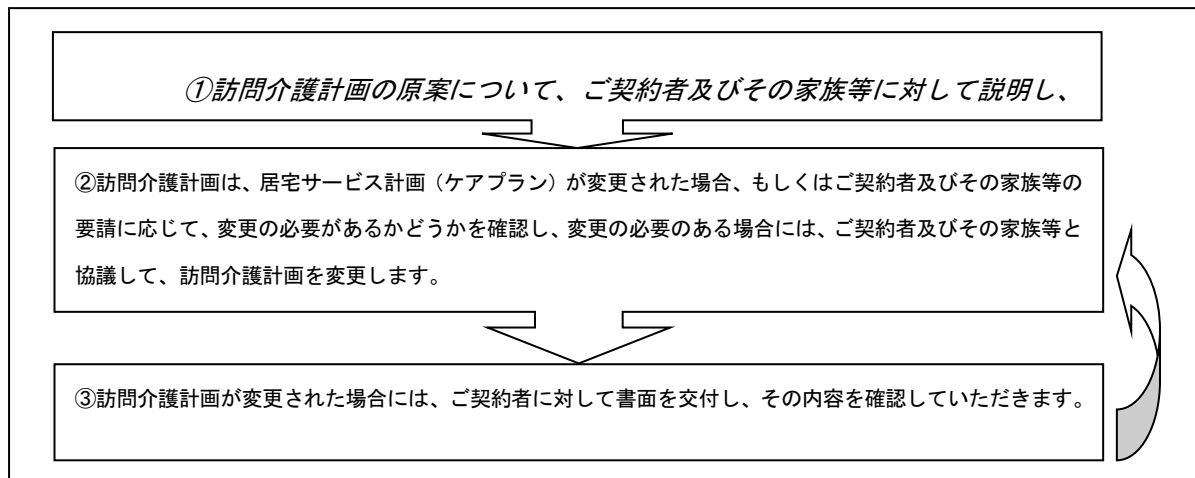 ①訪問介護計画の原案について、ご契約者及びその家族等に対して説明し、
②訪問介護計画は、居宅サービス計画（ケアプラン）が変更された場合、もしくはご契約者及びその家族等の
要請に応じて、変更の必要があるかどうかを確認し、変更の必要のある場合には、ご契約者及びその家族等と
協議して、訪問介護計画を変更します。
③訪問介護計画が変更された場合には、ご契約者に対して書面を交付し、その内容を確認していただきます。